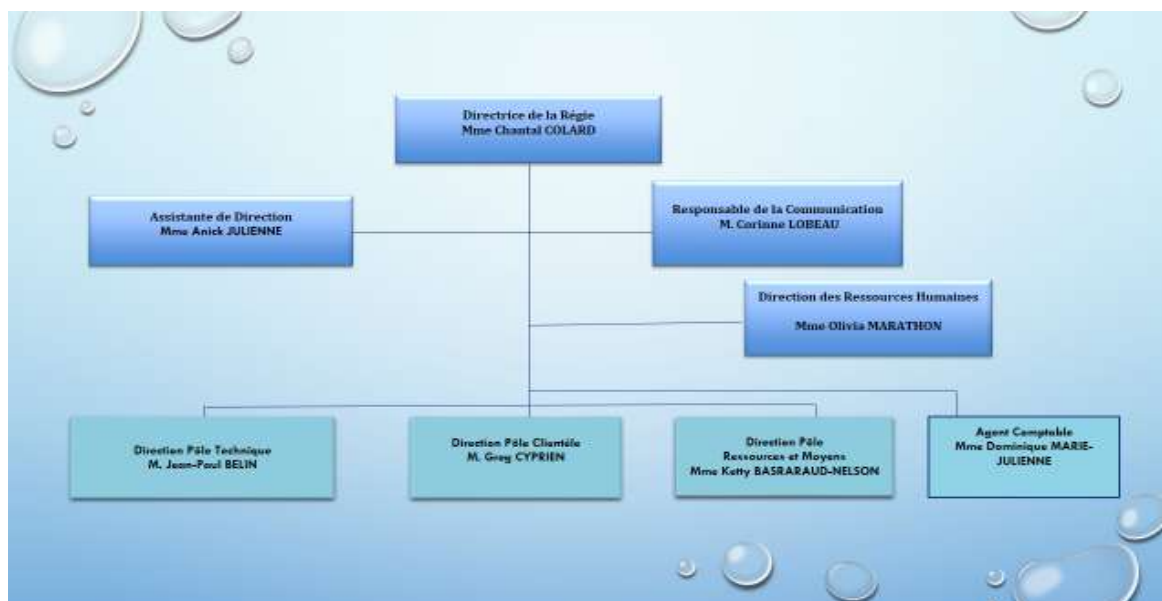 Directrice de la Régie
Mme Chantal COLARD
Assistante de Direction
Mme Anick JULIENNE
Responsable de la Communication
M. Corinne LOBEAU
Direction des Ressources Humaines
Mme Olivia MARATHON
Direction Pôle Technique
M. Jean-Paul BELIN
Direction Pôle Clientèle
M. Greg CYPRIEN
Direction Pôle
Ressources et Moyens
Mme Ketty BASRARAUD-NELSON
Agent Comptable
Mme Dominique MARIE-
JULIENNE